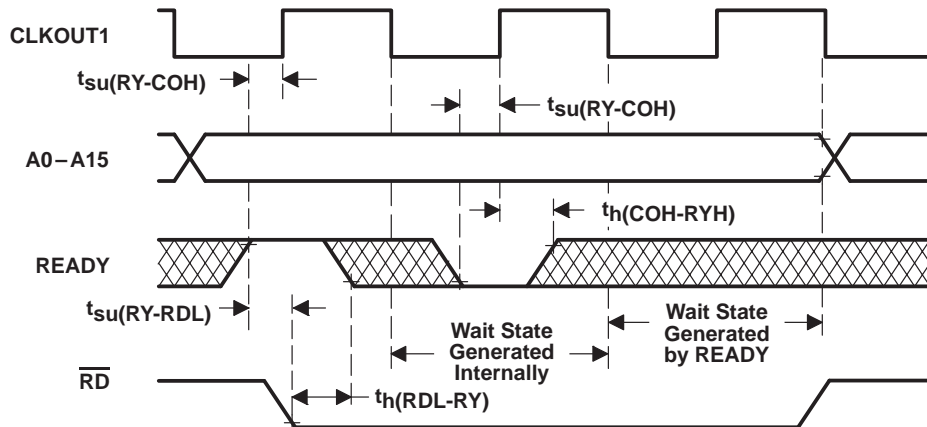 CLKOUT1
tsu(RY-COH)
tsu(RY-COH)
A0–A15
th(COH-RYH)
READY
tsu(RY-RDL)
Wait State
Generated
Internally
Wait State
Generated
by READY
RD
th(RDL-RY)